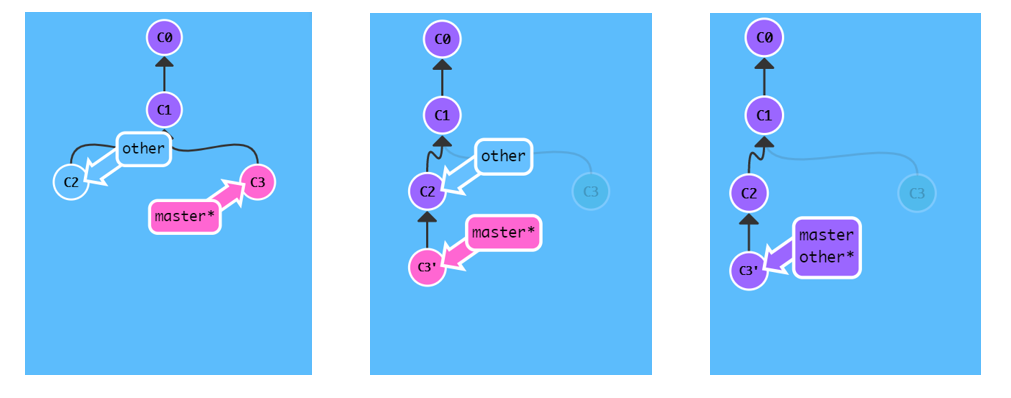 C0
C1
other
C2
C3
master*
C0
C1
other
C2
C3
master*
C3'
C0
C1
C2
C3
master
other*
C3'